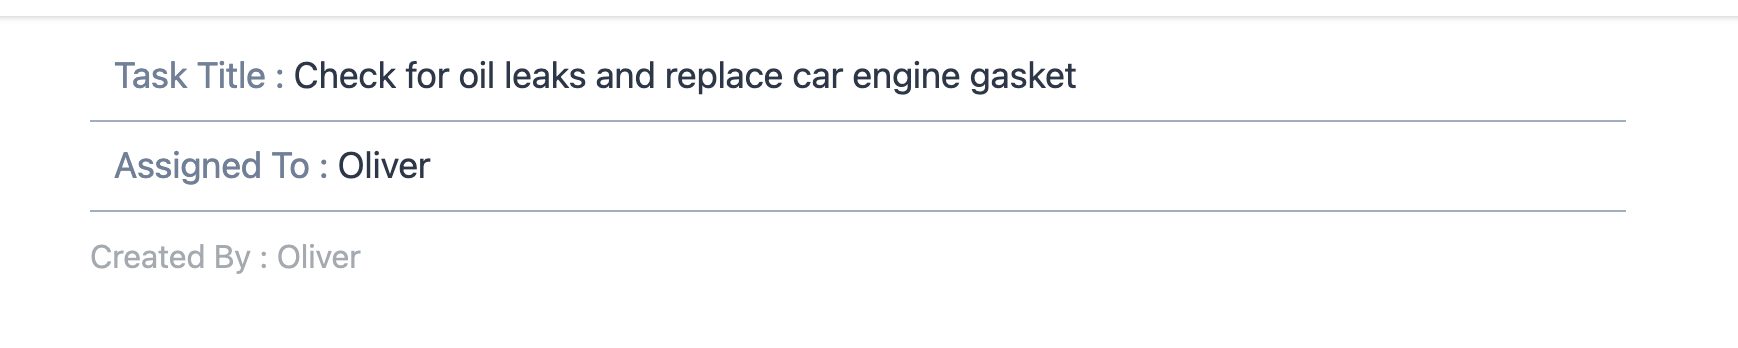 Task Title : Check for oil leaks and replace car engine gasket
Assigned To : Oliver
Created By : Oliver